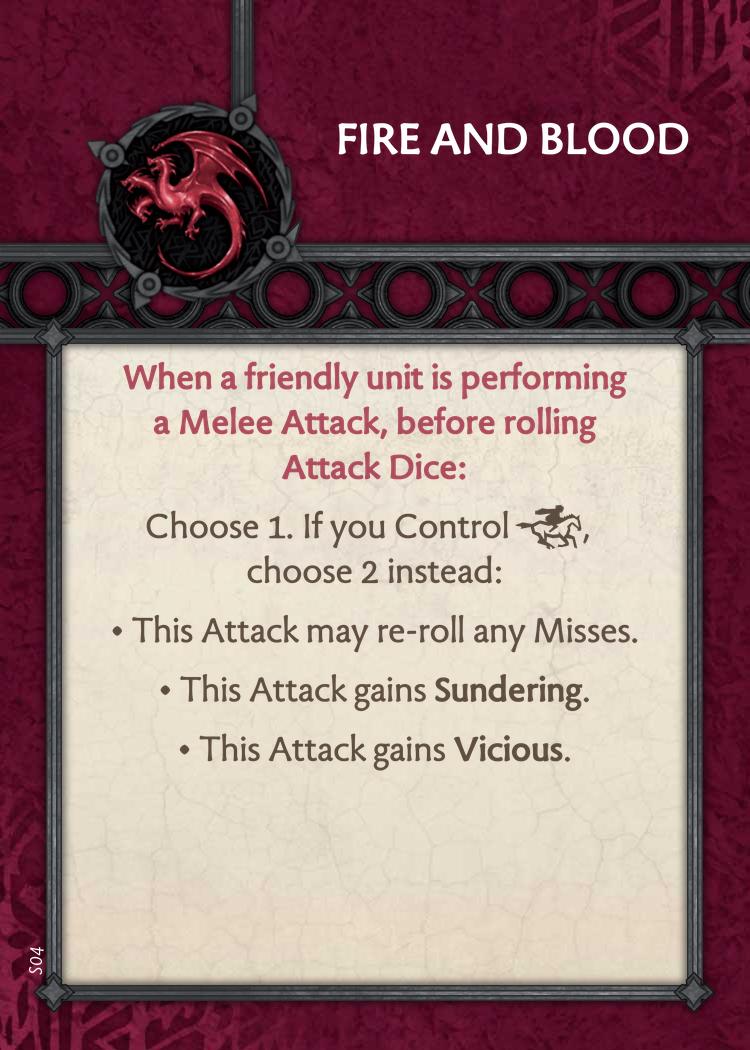 FIRE AND BLOOD
When a friendly unit is performing
a Melee Attack, before rolling
Attack Dice:
Choose 1. If you Control ,
choose 2 instead:
• This Attack may re-roll any Misses.
• This Attack gains Sundering.
• This Attack gains Vicious.
S04